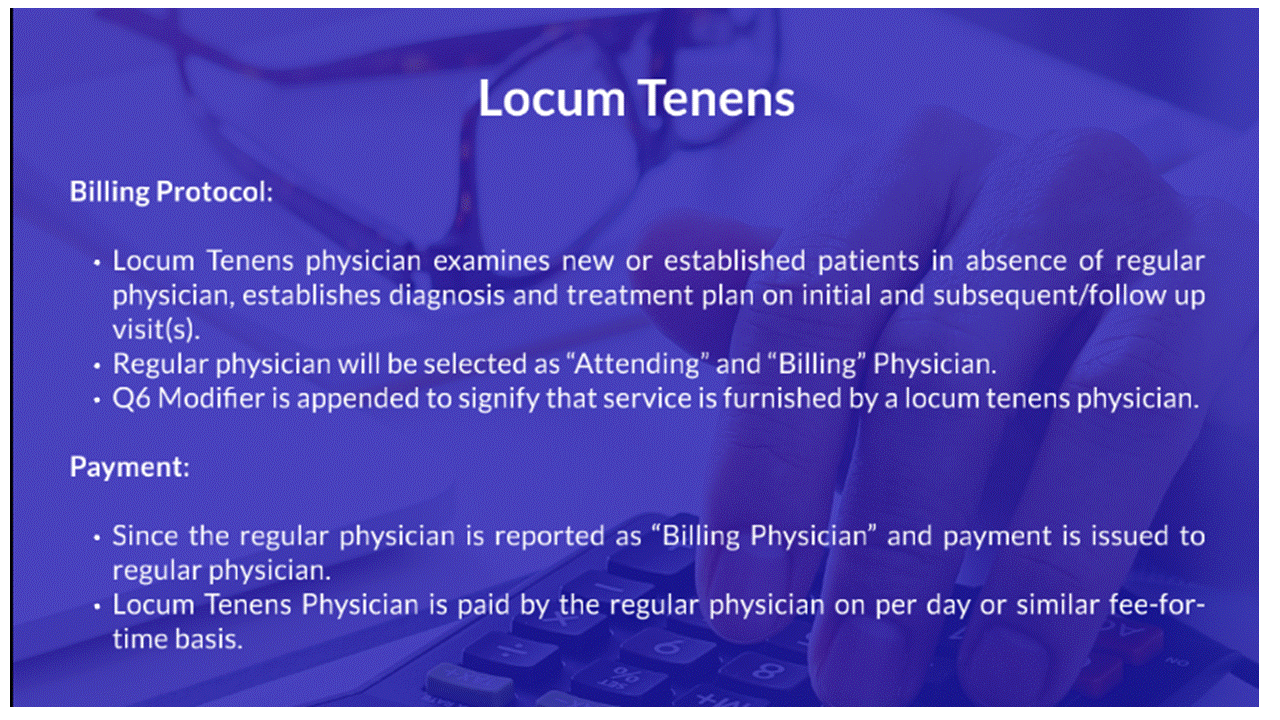 Locum Tenens
Billing Protocol:
• Locum Tenens physician examines new or established patients in absence of regular
physician, establishes diagnosis and treatment plan on initial and subsequent/follow up
visit(s).
• Regular physician will be selected as “Attending” and “Billing” Physician.
• Q6 Modifier is appended to signify that service is furnished by a locum tenens physician.
Payment:
• Since the regular physician is reported as “Billing Physician” and payment is issued to
regular physician.
• Locum Tenens Physician is paid by the regular physician on per day or similar fee-for-
time basis.